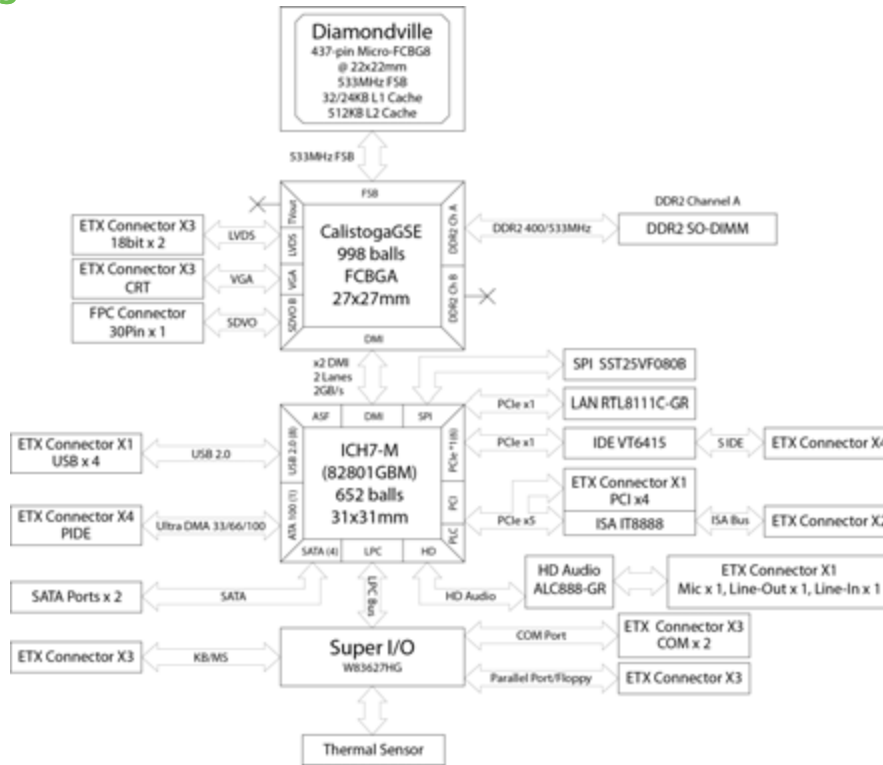 Diamondville
437-pin Micro-FCBG8
@ 22x22mm
533MHz FSB
32/24KB L1 Cache
512KB L2 Cache
533MHz FSB
FSB
TVout
LVDS
VGA
SDVO B
CalistogaGSE
998 balls
FCBGA
27x27mm
DDR2 Ch A
DDR2 Ch B
DMI
ETX Connector X3
18bit x 2
LVDS
ETX Connector X3
CRT
VGA
FPC Connector
30Pin x 1
SDVO
DDR2 400/533MHz
DDR2 Channel A
DDR2 SO-DIMM
x2 DMI
2 Lanes
2GB/s
SPI SST25VF080B
PCIe x1
LAN RTL8111C-GR
ASF
DMI
SPI
USB 2.0 (8)
ATA 100 (1)
ICH7-M
(82801GBM)
652 balls
31x31mm
PCIe *1(6)
PCI
PLC
SATA (4)
LPC
HD
ETX Connector X1
USB x 4
USB 2.0
PCIe x1
IDE VT6415
S IDE
ETX Connector X4
ETX Connector X4
PIDE
Ultra DMA 33/66/100
PCIe x5
ETX Connector X1
PCI x4
ISA IT8888
ISA Bus
ETX Connector X2
SATA Ports x 2
SATA
LPC Bus
HD Audio
HD Audio
ALC888-GR
ETX Connector X1
Mic x 1, Line-Out x 1, Line-In x 1
ETX Connector X3
KB/MS
Super I/O
W83627HG
COM Port
ETX Connector X3
COM x 2
Parallel Port/Floppy
ETX Connector X3
Thermal Sensor